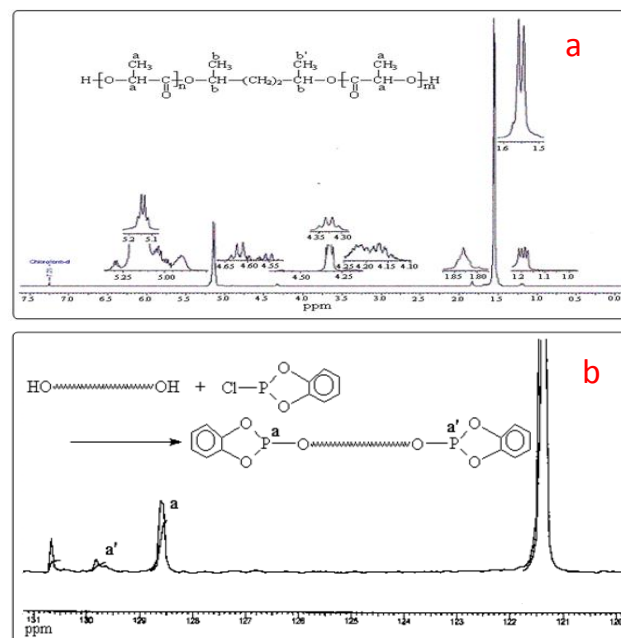 a
a b b' a
CH₃ CH₃ CH₃ CH₃
H-[-O-CH-C-]n-O-CH-(CH₂)₂-CH-O-[-C-CH-O-]m-H
a O b b O a
1.6 1.5
5.2 5.1
4.35 4.30
4.65 4.60 4.55
4.25 4.20 4.15 4.10
Chloroform-d
5.25 5.00
4.50 4.25
1.85 1.80
1.2 1.1 1.0
7.5 7.0 6.5 6.0 5.5 5.0 4.5 4.0 3.5 3.0 2.5 2.0 1.5 1.0 0.5 0.0
ppm
b
HO OH + Cl-P O O
a a'
O P-O O-P O
O O
a
a'
131 130 129 128 127 126 125 124 123 122 121 120
ppm